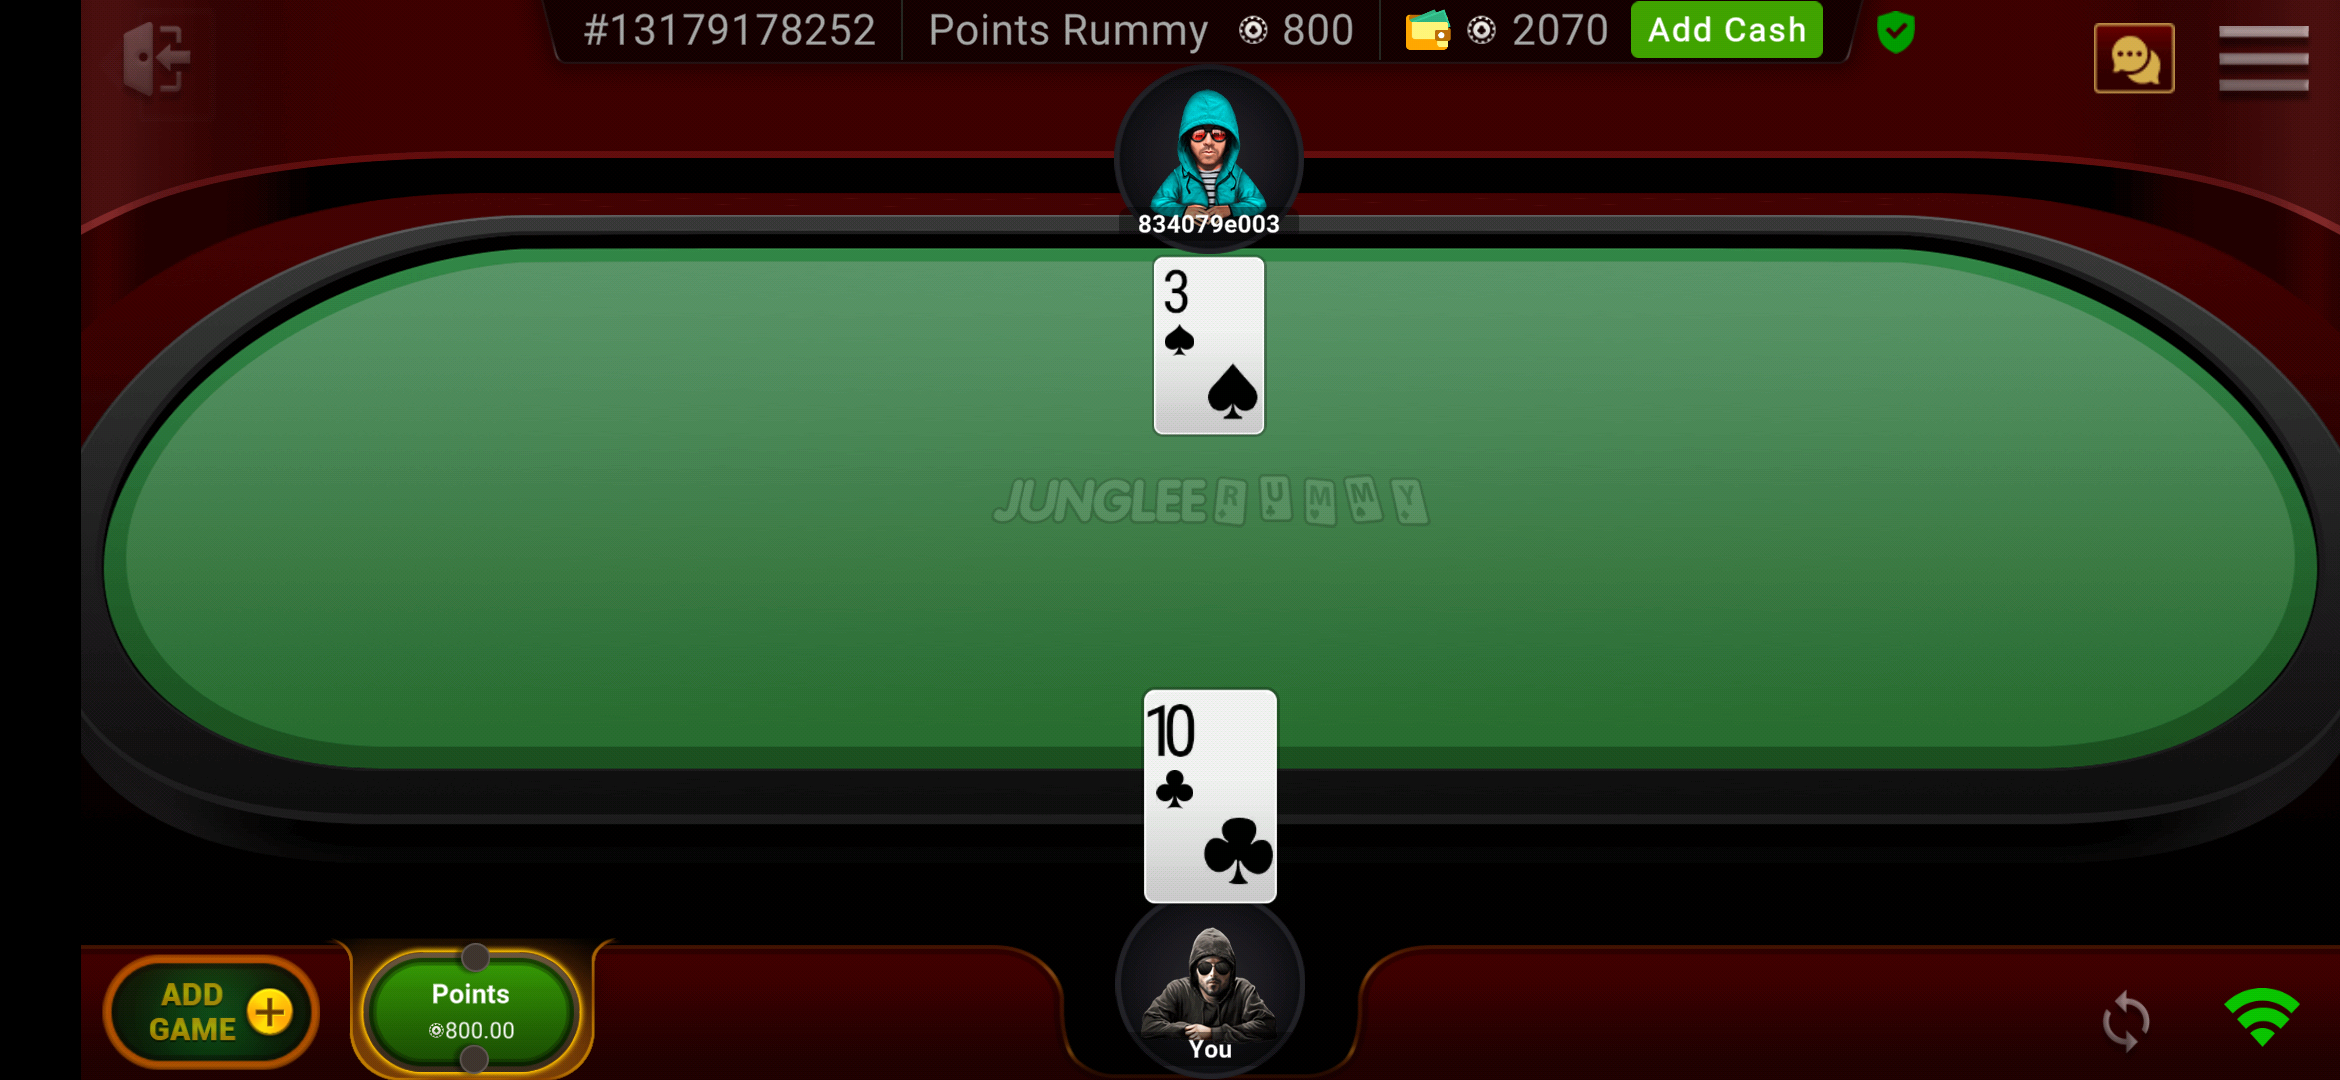 #13179178252 Points Rummy 800 2070 Add Cash
834079e003
3
JUNGLEE RUMMY
10
ADD
GAME
Points
800.00
You